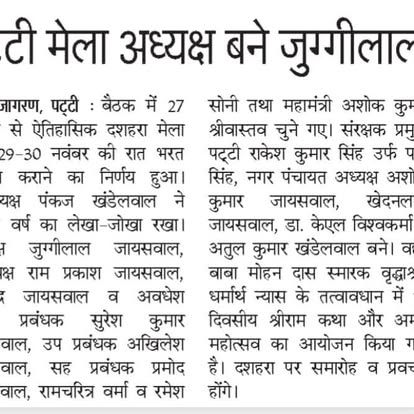 ट्टी मेला अध्यक्ष बने जुग्गीलाल
जागरण, पट्टी : बैठक में 27
से ऐतिहासिक दशहरा मेला
29-30 नवंबर की रात भरत
कराने का निर्णय हुआ।
यक्ष पंकज खंडेलवाल ने
वर्ष का लेखा-जोखा रखा।
जुग्गीलाल जायसवाल,
राम प्रकाश जायसवाल,
जायसवाल व अवधेश
प्रबंधक सुरेश कुमार
वाल, उप प्रबंधक अखिलेश
वाल, सह प्रबंधक प्रमोद
वाल, रामचरित्र वर्मा व रमेश
सोनी तथा महामंत्री अशोक कुम
श्रीवास्तव चुने गए। संरक्षक प्रमु
पट्टी राकेश कुमार सिंह उर्फ प
सिंह, नगर पंचायत अध्यक्ष अशो
कुमार जायसवाल, खेदनल
जायसवाल, डा. केएल विश्वकर्मा
अतुल कुमार खंडेलवाल बने। व
बाबा मोहन दास स्मारक वृद्धाश्र
धर्मार्थ न्यास के तत्वावधान में
दिवसीय श्रीराम कथा और अम
महोत्सव का आयोजन किया ग
है। दशहरा पर समारोह व प्रवच
होंगे।